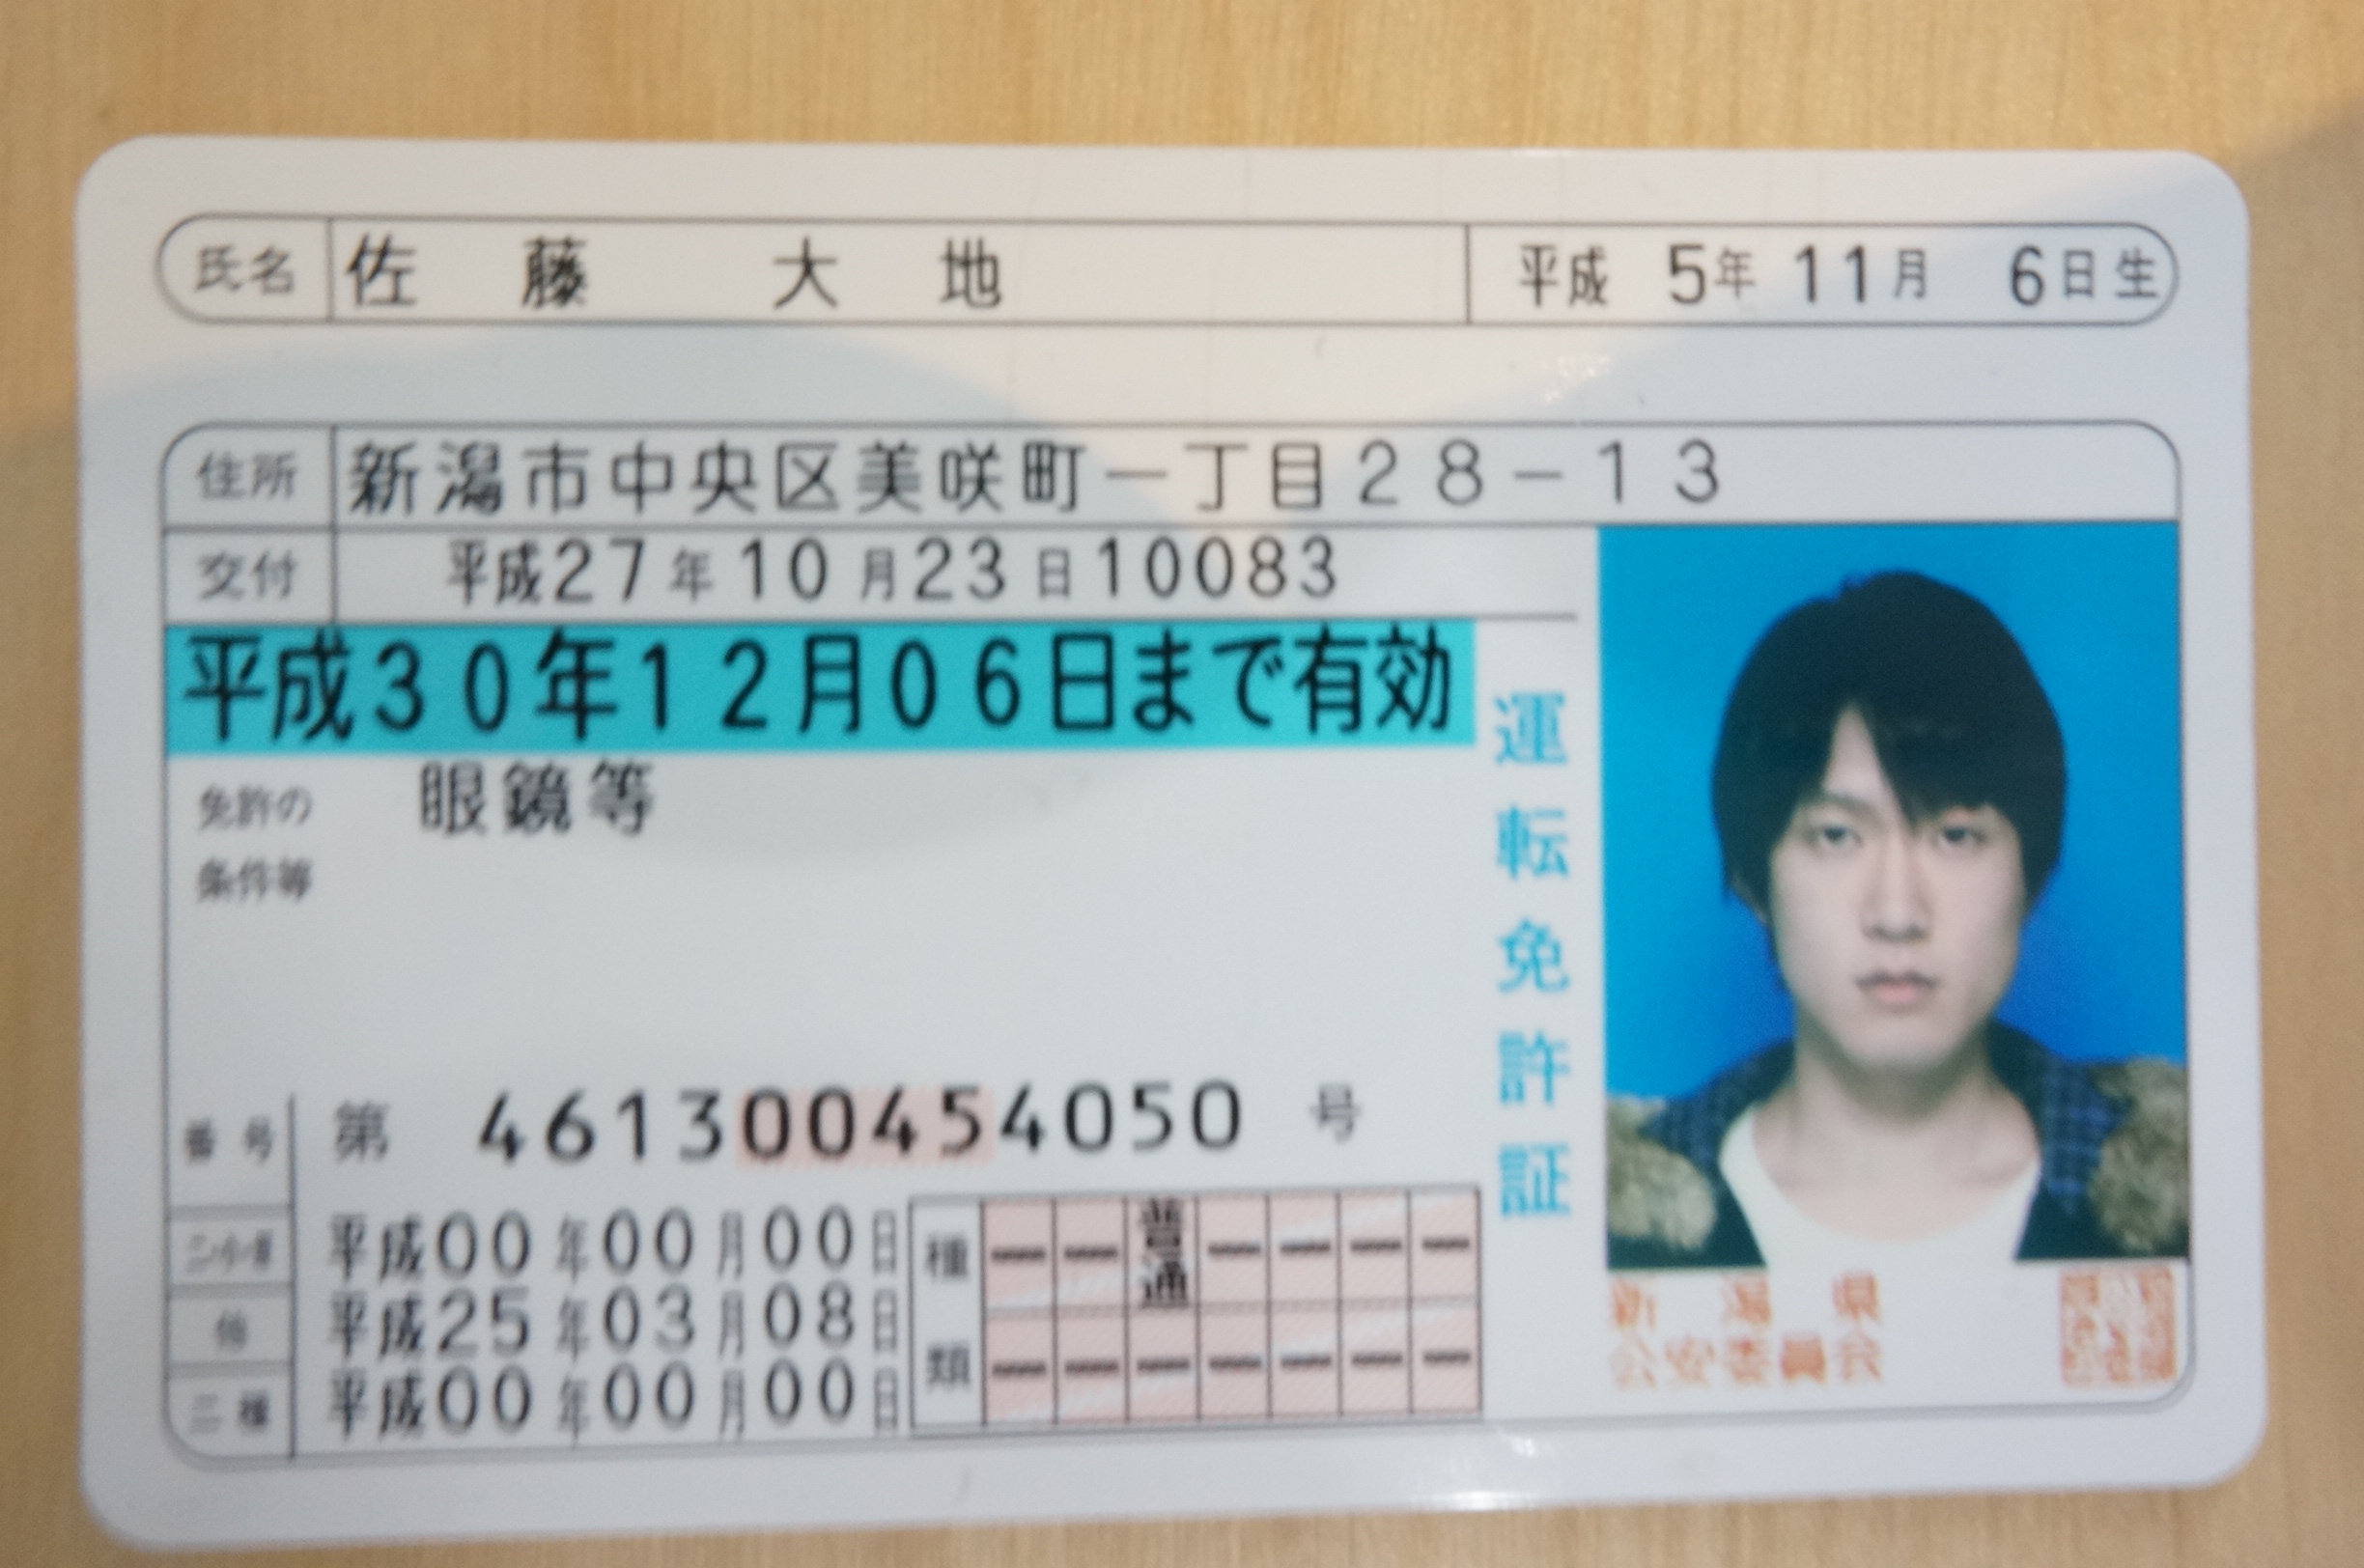 氏名 佐藤 大地 平成 5年11月 6日生
住所 新潟市中央区美咲町一丁目28-13
交付 平成27年10月23日10083
平成30年12月06日まで有効
免許の 眼鏡等
条件等
番号 第 461300454050 号
二・小・原 平成00年00月00日
他 平成25年03月08日
二種 平成00年00月00日
種類 普通
運転免許証
公安委員会